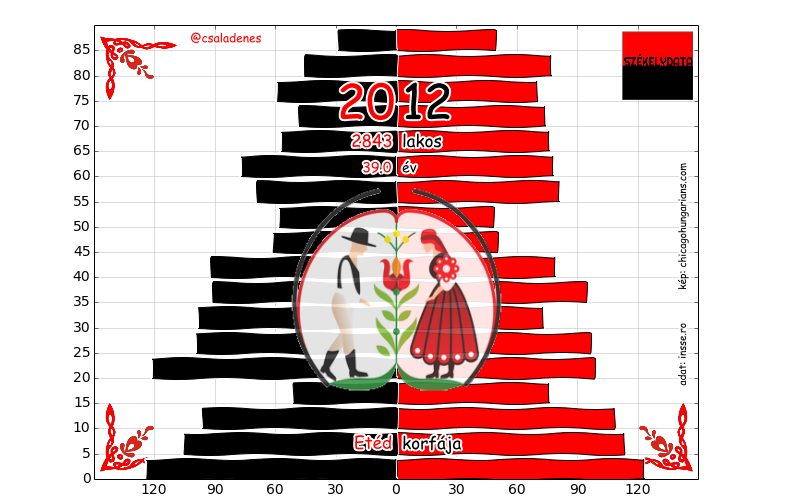 @csaladenes
SZÉKELYDATA
2012
2843 lakos
39.0 év
kép: chicagohungarians.com
adat: insse.ro
Etéd korfája
85
80
75
70
65
60
55
50
45
40
35
30
25
20
15
10
5
0
120 90 60 30 0 30 60 90 120